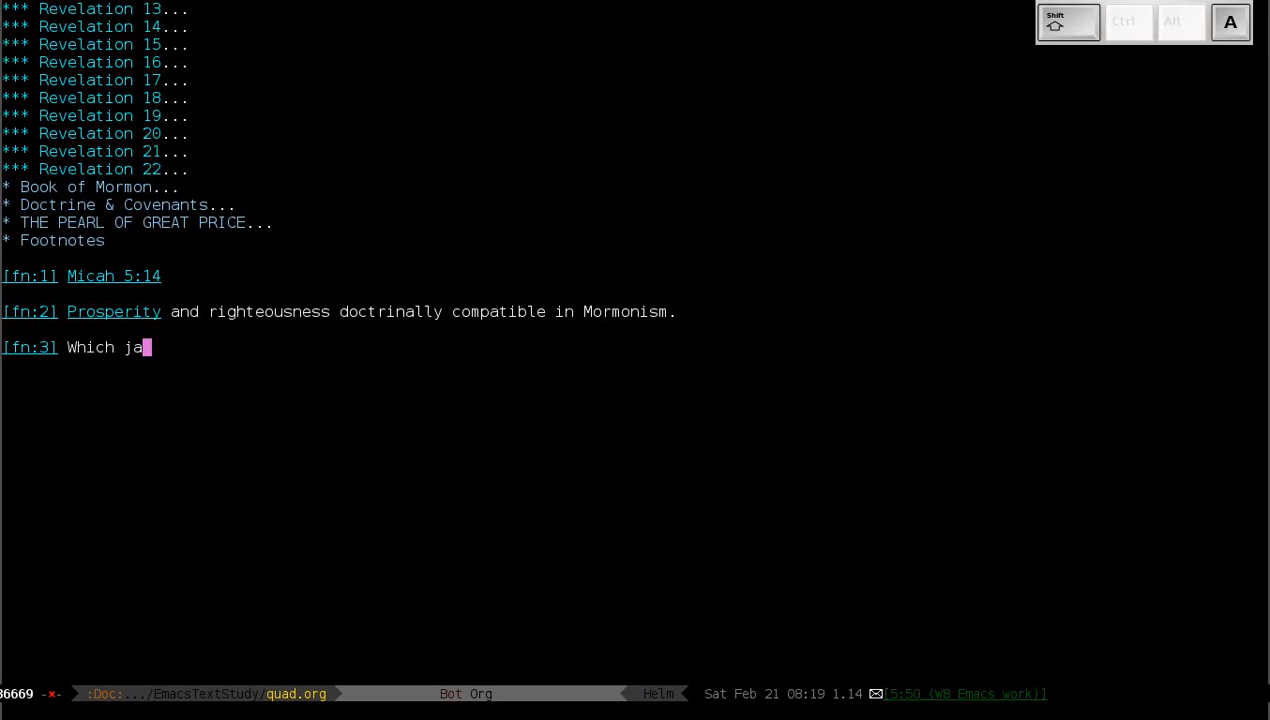 *** Revelation 13...
*** Revelation 14...
*** Revelation 15...
*** Revelation 16...
*** Revelation 17...
*** Revelation 18...
*** Revelation 19...
*** Revelation 20...
*** Revelation 21...
*** Revelation 22...
* Book of Mormon...
* Doctrine & Covenants...
* THE PEARL OF GREAT PRICE...
* Footnotes
[fn:1] Micah 5:14
[fn:2] Prosperity and righteousness doctrinally compatible in Mormonism.
[fn:3] Which ja
Shift Ctrl Alt A
36669 -×- :Doc:.../EmacsTextStudy/quad.org Bot Org Helm Sat Feb 21 08:19 1.14 [5:50 (W8 Emacs work)]